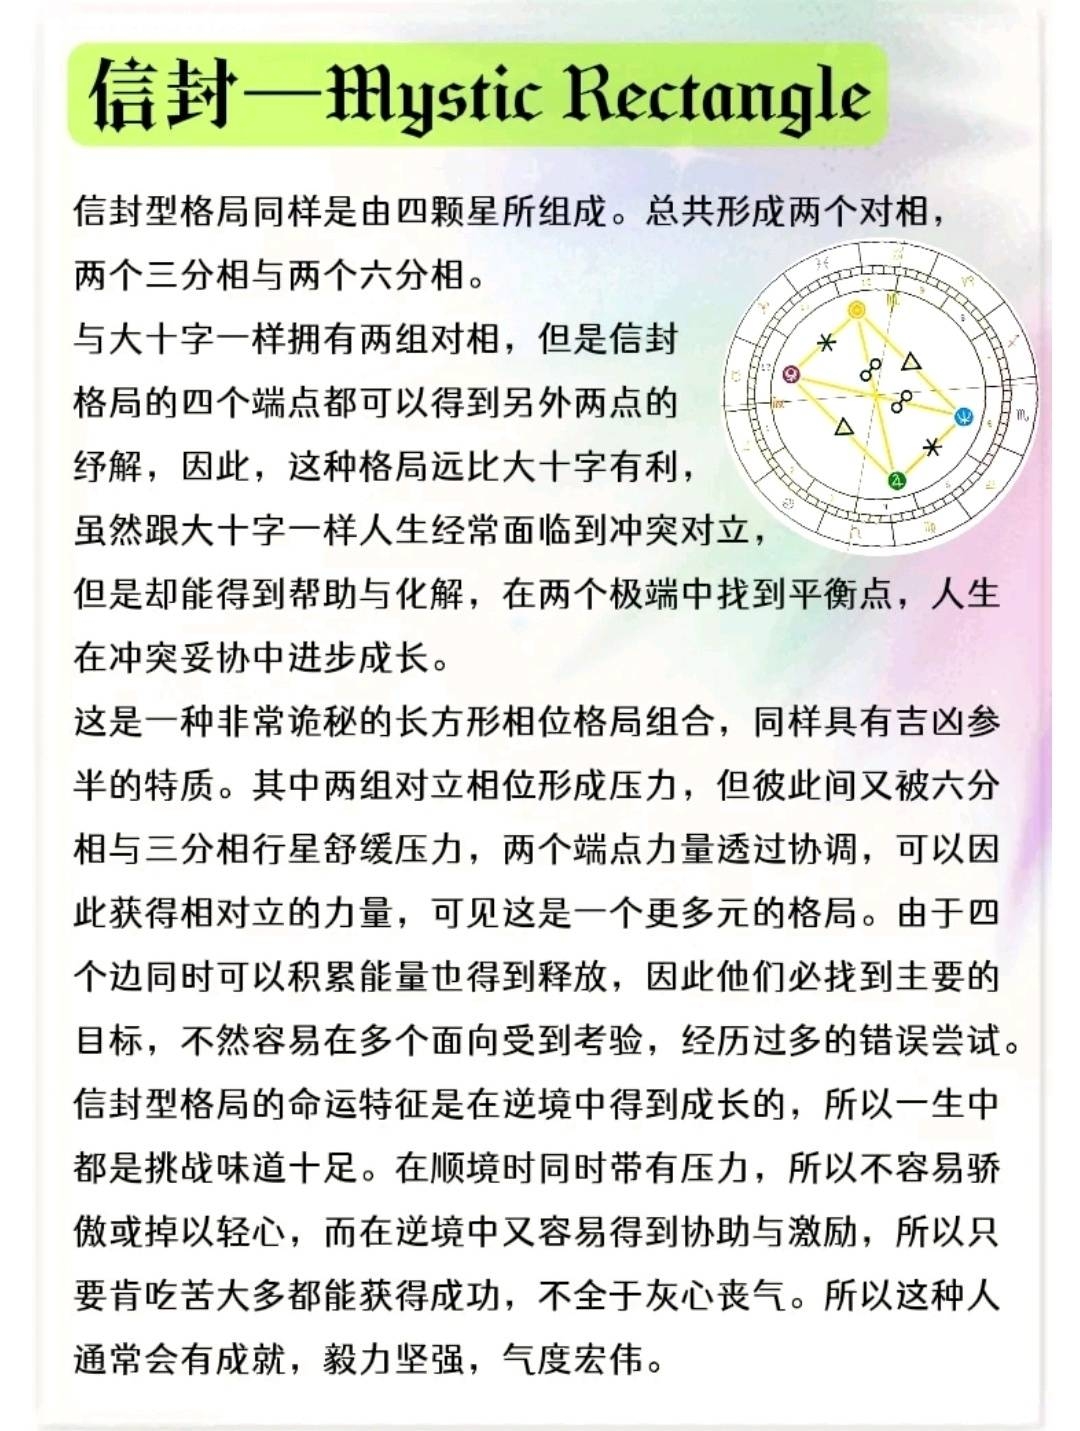 信封—Mystic Rectangle
信封型格局同样是由四颗星所组成。总共形成两个对相，
两个三分相与两个六分相。
与大十字一样拥有两组对相，但是信封
格局的四个端点都可以得到另外两点的
纾解，因此，这种格局远比大十字有利，
虽然跟大十字一样人生经常面临到冲突对立，
但是却能得到帮助与化解，在两个极端中找到平衡点，人生
在冲突妥协中进步成长。
这是一种非常诡秘的长方形相位格局组合，同样具有吉凶参
半的特质。其中两组对立相位形成压力，但彼此间又被六分
相与三分相行星舒缓压力，两个端点力量透过协调，可以因
此获得相对立的力量，可见这是一个更多元的格局。由于四
个边同时可以积累能量也得到释放，因此他们必找到主要的
目标，不然容易在多个面向受到考验，经历过多的错误尝试。
信封型格局的命运特征是在逆境中得到成长的，所以一生中
都是挑战味道十足。在顺境时同时带有压力，所以不容易骄
傲或掉以轻心，而在逆境中又容易得到协助与激励，所以只
要肯吃苦大多都能获得成功，不全于灰心丧气。所以这种人
通常会有成就，毅力坚强，气度宏伟。